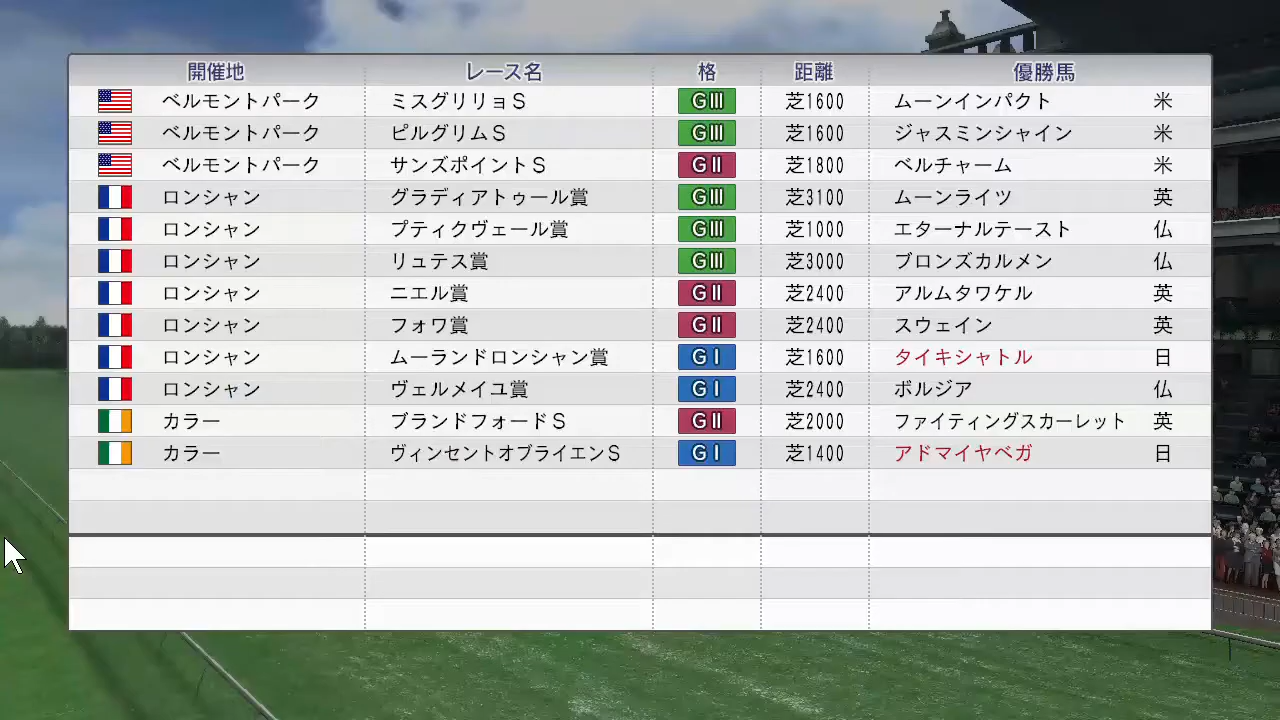 開催地 レース名 格 距離 優勝馬
ベルモントパーク ミスグリリョS GⅢ 芝1600 ムーンインパクト 米
ベルモントパーク ピルグリムS GⅢ 芝1600 ジャスミンシャイン 米
ベルモントパーク サンズポイントS GⅡ 芝1800 ベルチャーム 米
ロンシャン グラディアトゥール賞 GⅢ 芝3100 ムーンライツ 英
ロンシャン プティクヴェール賞 GⅢ 芝1000 エターナルテースト 仏
ロンシャン リュテス賞 GⅢ 芝3000 ブロンズカルメン 仏
ロンシャン ニエル賞 GⅡ 芝2400 アルムタワケル 英
ロンシャン フォワ賞 GⅡ 芝2400 スウェイン 英
ロンシャン ムーランドロンシャン賞 GⅠ 芝1600 タイキシャトル 日
ロンシャン ヴェルメイユ賞 GⅠ 芝2400 ボルジア 仏
カラー ブランドフォードS GⅡ 芝2000 ファイティングスカーレット 英
カラー ヴィンセントオブライエンS GⅠ 芝1400 アドマイヤベガ 日